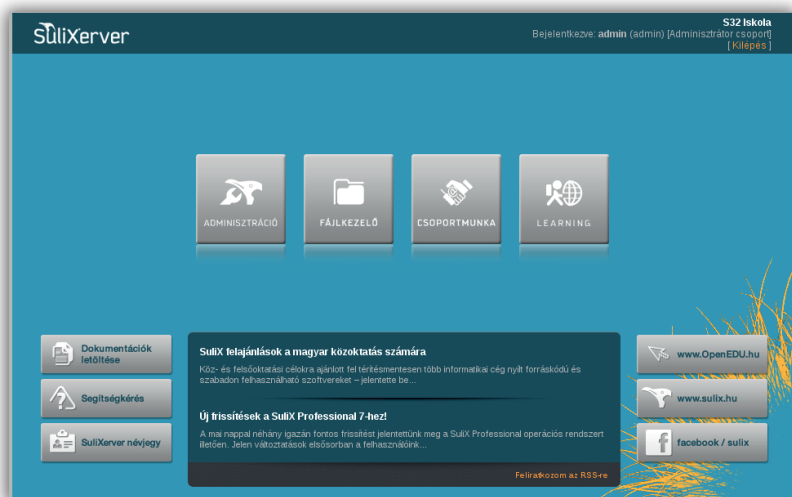 SuliXerver
S32 Iskola
Bejelentkezve: admin (admin) [Adminisztrátor csoport]
[ Kilépés ]
ADMINISZTRÁCIÓ
FÁJLKEZELŐ
CSOPORTMUNKA
LEARNING
Dokumentációk
letöltése
Segítségkérés
SuliXerver névjegy
SuliX felajánlások a magyar közoktatás számára
Köz- és felsőoktatási célokra ajánlott fel térítésmentesen több informatikai cég nyílt forráskódú és
szabadon felhasználható szoftvereket – jelentette be...
Új frissítések a SuliX Professional 7-hez!
A mai nappal néhány igazán fontos frissítést jelentettünk meg a SuliX Professional operációs rendszert
illetően. Jelen változtatások elsősorban a felhasználóink...
Feliratkozom az RSS-re
www.OpenEDU.hu
www.sulix.hu
facebook / sulix